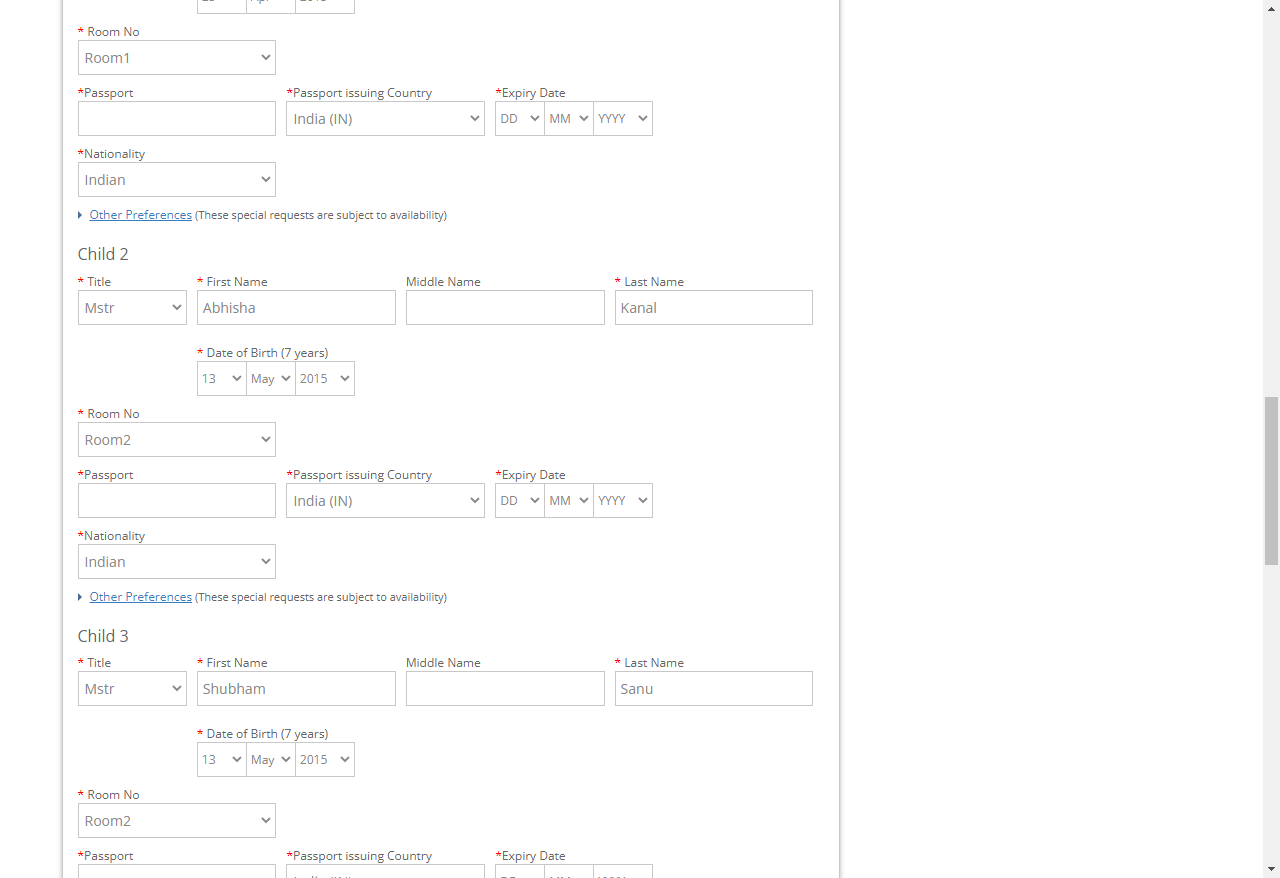 * Room No
Room1
*Passport *Passport issuing Country *Expiry Date
India (IN) DD MM YYYY
*Nationality
Indian
Other Preferences (These special requests are subject to availability)
Child 2
* Title * First Name Middle Name * Last Name
Mstr Abhisha Kanal
* Date of Birth (7 years)
13 May 2015
* Room No
Room2
*Passport *Passport issuing Country *Expiry Date
India (IN) DD MM YYYY
*Nationality
Indian
Other Preferences (These special requests are subject to availability)
Child 3
* Title * First Name Middle Name * Last Name
Mstr Shubham Sanu
* Date of Birth (7 years)
13 May 2015
* Room No
Room2
*Passport *Passport issuing Country *Expiry Date